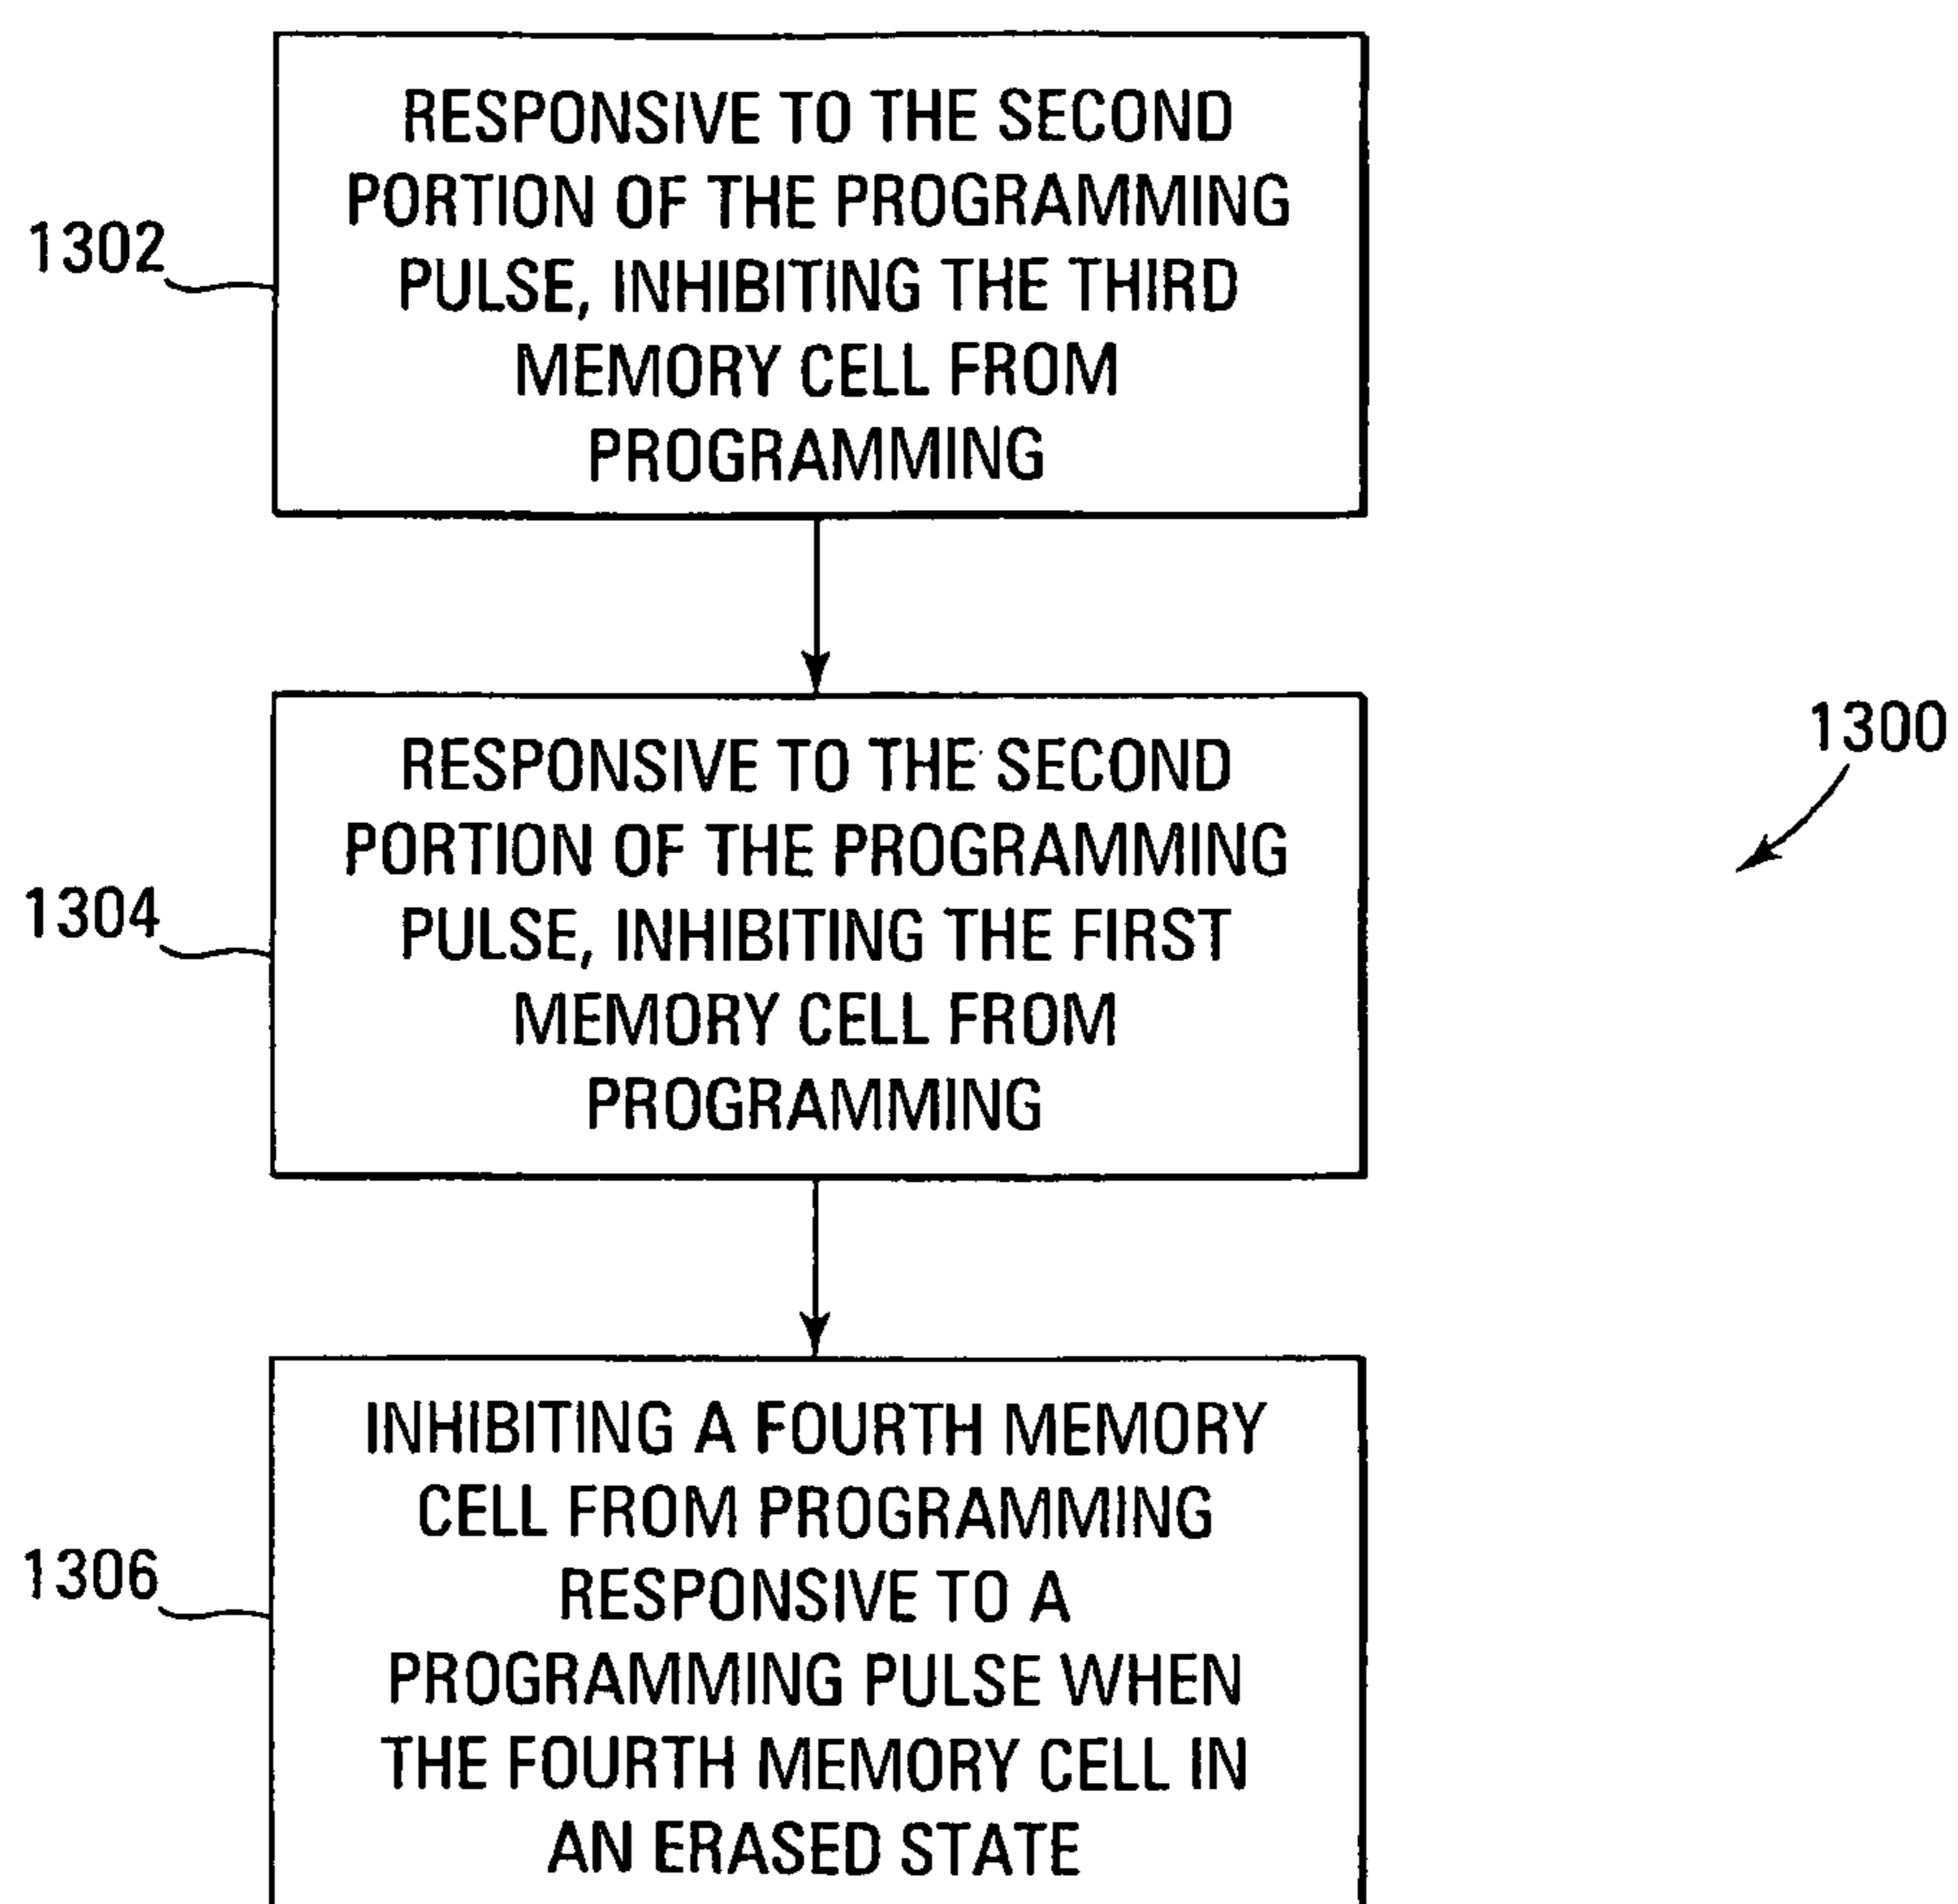 RESPONSIVE TO THE SECOND
PORTION OF THE PROGRAMMING
PULSE, INHIBITING THE THIRD
MEMORY CELL FROM
PROGRAMMING
1302
RESPONSIVE TO THE SECOND
PORTION OF THE PROGRAMMING
PULSE, INHIBITING THE FIRST
MEMORY CELL FROM
PROGRAMMING
1304
1300
INHIBITING A FOURTH MEMORY
CELL FROM PROGRAMMING
RESPONSIVE TO A
PROGRAMMING PULSE WHEN
THE FOURTH MEMORY CELL IN
AN ERASED STATE
1306